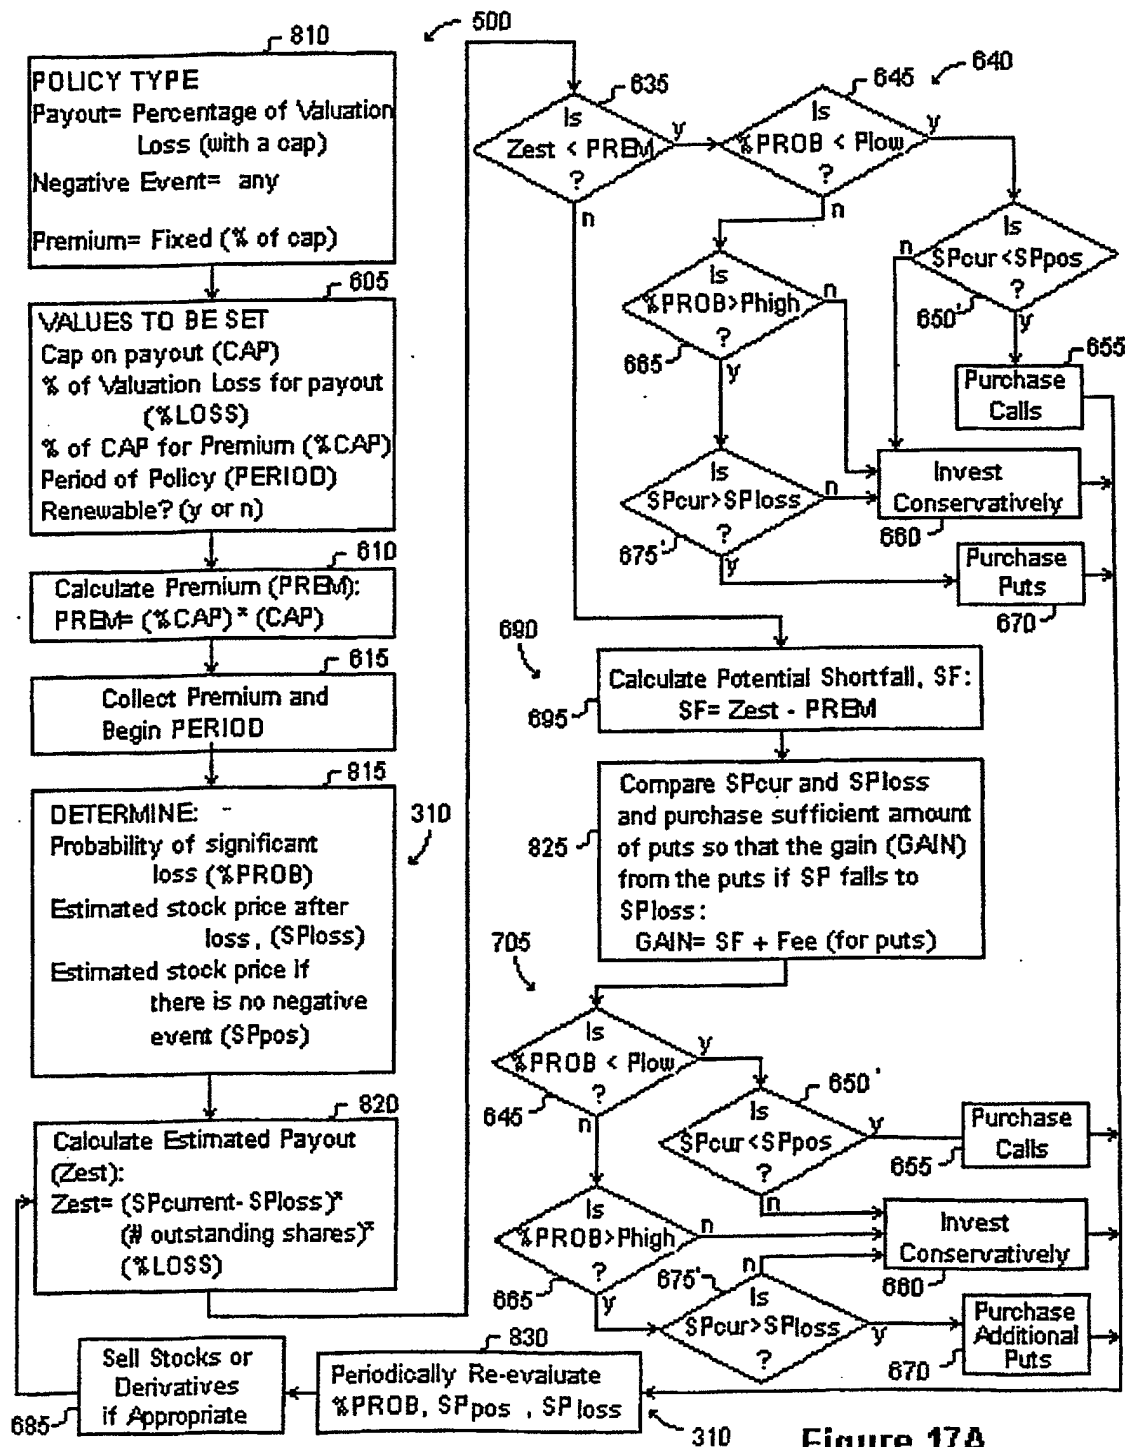 500
810
POLICY TYPE
Payout= Percentage of Valuation
Loss (with a cap)
Negative Event= any
Premium= Fixed (% of cap)
605
VALUES TO BE SET
Cap on payout (CAP)
% of Valuation Loss for payout
(%LOSS)
% of CAP for Premium (%CAP)
Period of Policy (PERIOD)
Renewable? (y or n)
610
Calculate Premium (PREM):
PREM= (%CAP)* (CAP)
615
Collect Premium and
Begin PERIOD
815
DETERMINE:
Probability of significant
loss (%PROB)
Estimated stock price after
loss, (SPloss)
Estimated stock price if
there is no negative
event (SPpos)
310
820
Calculate Estimated Payout
(Zest):
Zest= (SPcurrent- SPloss)*
(# outstanding shares)*
(%LOSS)
635
Is
Zest < PREM
?
y
n
640
645
Is
%PROB < Plow
?
y
n
Is
SPcur<SPpos
?
650'
n
y
655
Purchase
Calls
Is
%PROB>Phigh
?
665
n
y
Is
SPcur>SPloss
?
675'
n
y
Invest
Conservatively
660
Purchase
Puts
670
690
Calculate Potential Shortfall, SF:
SF= Zest - PREM
695
Compare SPcur and SPloss
and purchase sufficient amount
of puts so that the gain (GAIN)
from the puts if SP falls to
SPloss:
GAIN= SF + Fee (for puts)
825
705
Is
%PROB < Plow
?
645
y
n
650'
Is
SPcur<SPpos
?
y
n
Purchase
Calls
655
Is
%PROB>Phigh
?
665
n
y
Invest
Conservatively
660
675'
Is
SPcur>SPloss
?
n
y
Purchase
Additional
Puts
670
830
Periodically Re-evaluate
%PROB, SPpos , SPloss
310
Sell Stocks or
Derivatives
if Appropriate
685
Figure 17A